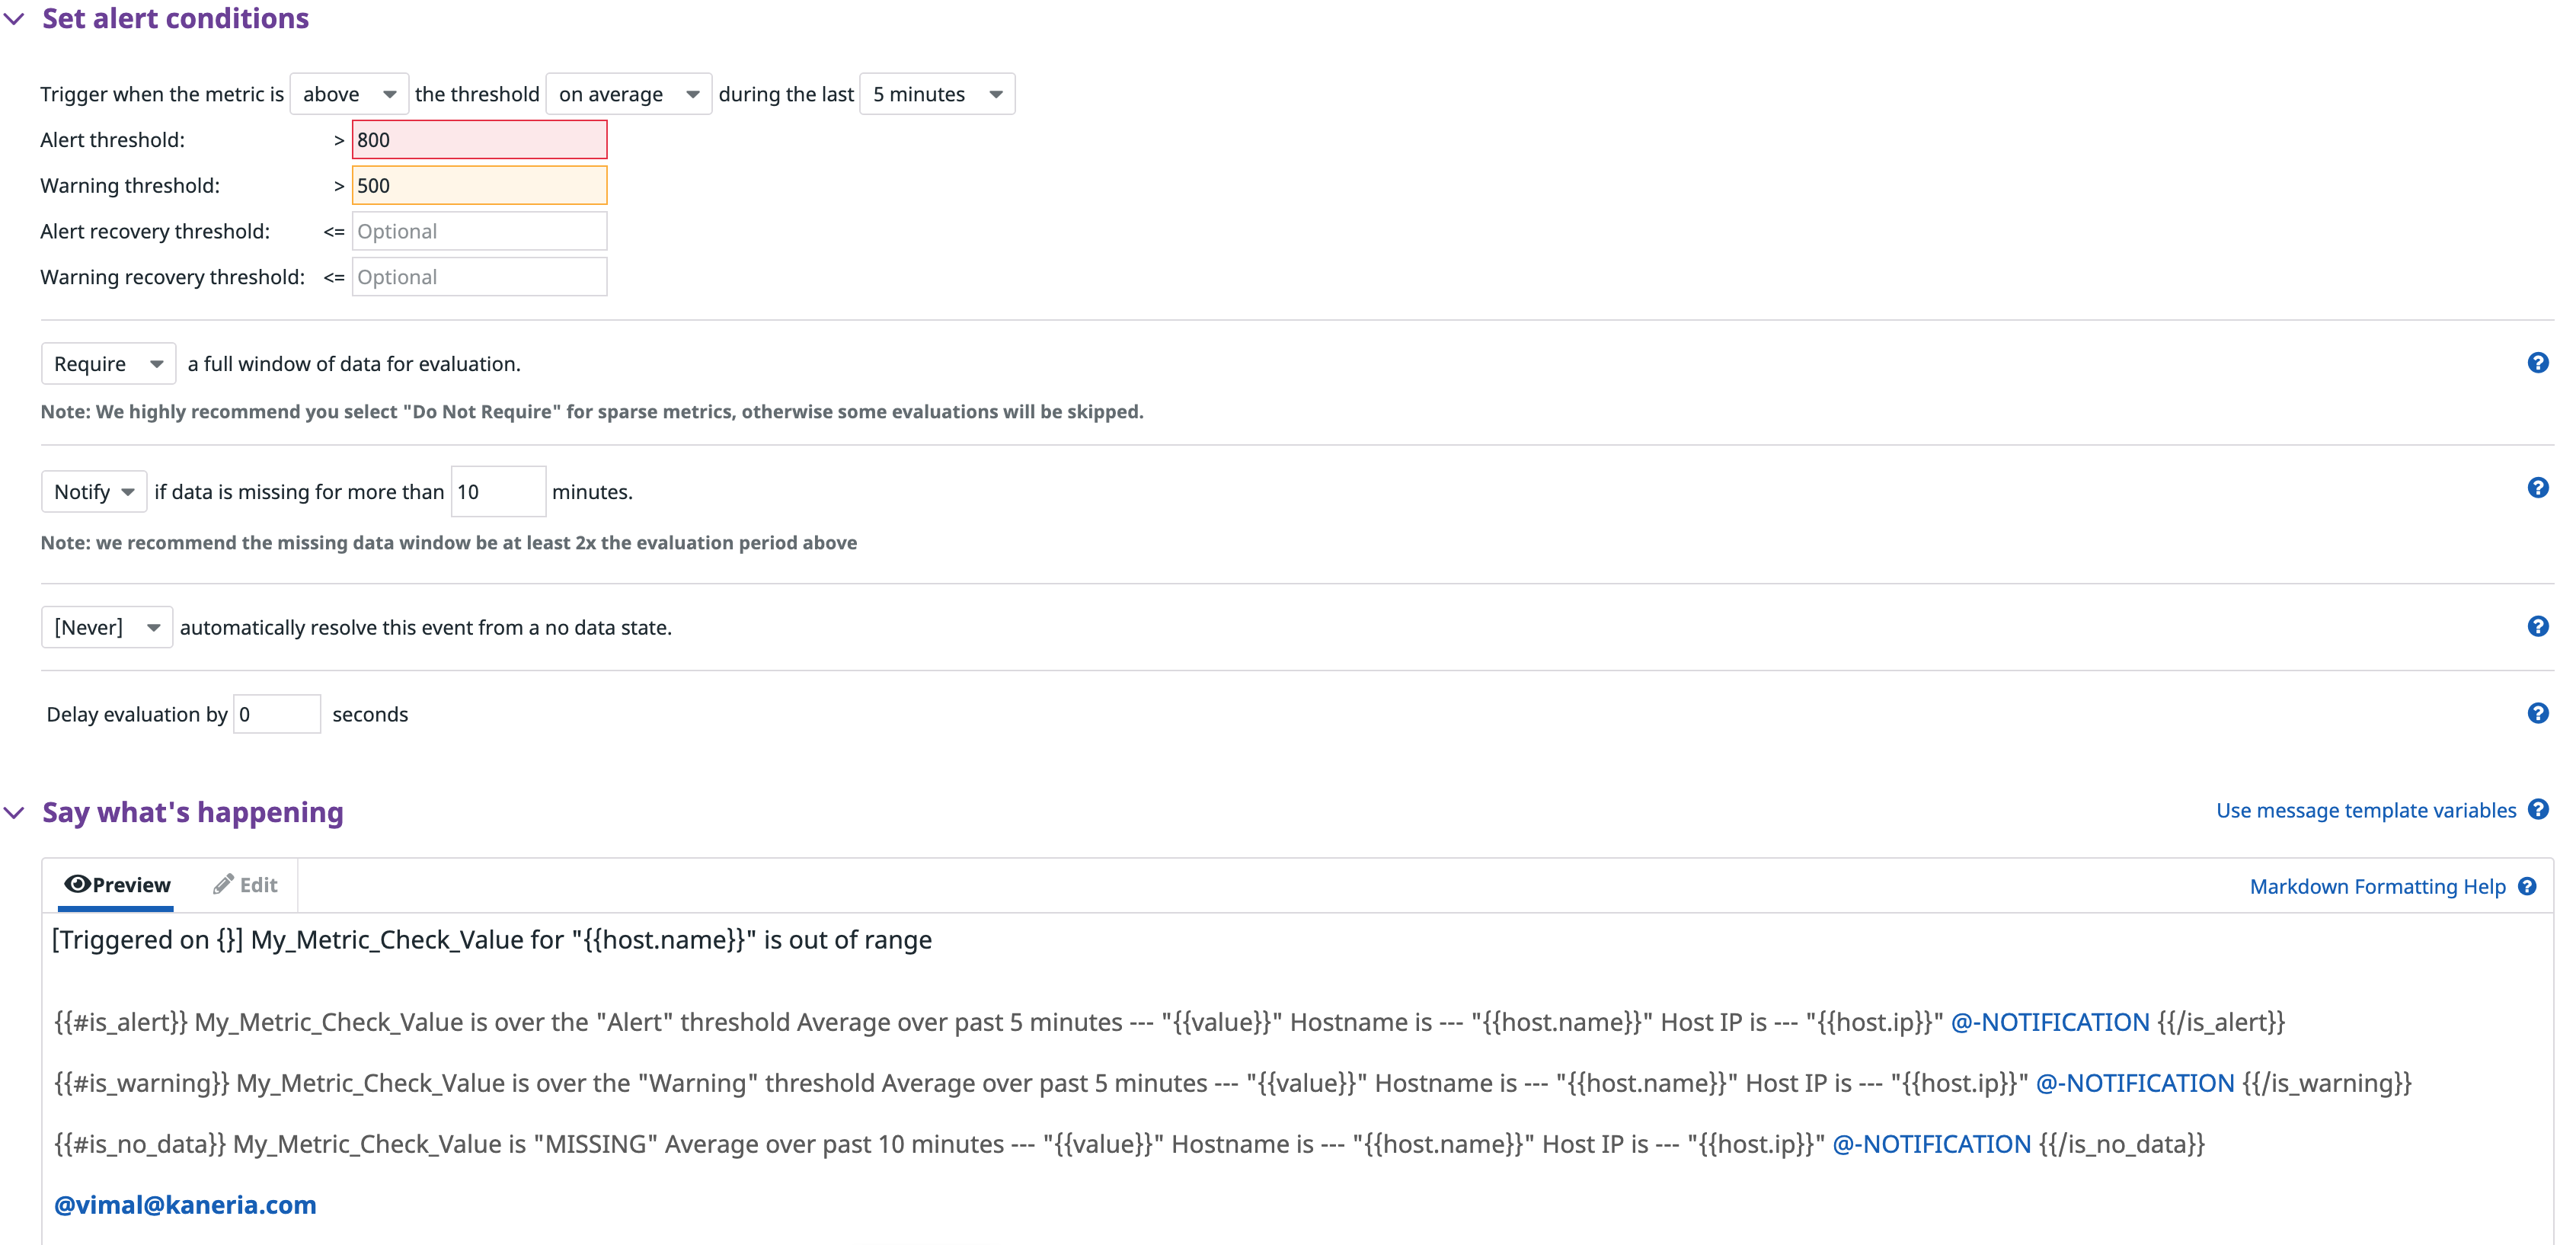 Set alert conditions
Trigger when the metric is above the threshold on average during the last 5 minutes
Alert threshold: > 800
Warning threshold: > 500
Alert recovery threshold: <= Optional
Warning recovery threshold: <= Optional
Require a full window of data for evaluation.
Note: We highly recommend you select "Do Not Require" for sparse metrics, otherwise some evaluations will be skipped.
Notify if data is missing for more than 10 minutes.
Note: we recommend the missing data window be at least 2x the evaluation period above
[Never] automatically resolve this event from a no data state.
Delay evaluation by 0 seconds
Say what's happening Use message template variables
Preview Edit Markdown Formatting Help
[Triggered on {}] My_Metric_Check_Value for "{{host.name}}" is out of range
{{#is_alert}} My_Metric_Check_Value is over the "Alert" threshold Average over past 5 minutes --- "{{value}}" Hostname is --- "{{host.name}}" Host IP is --- "{{host.ip}}" @-NOTIFICATION {{/is_alert}}
{{#is_warning}} My_Metric_Check_Value is over the "Warning" threshold Average over past 5 minutes --- "{{value}}" Hostname is --- "{{host.name}}" Host IP is --- "{{host.ip}}" @-NOTIFICATION {{/is_warning}}
{{#is_no_data}} My_Metric_Check_Value is "MISSING" Average over past 10 minutes --- "{{value}}" Hostname is --- "{{host.name}}" Host IP is --- "{{host.ip}}" @-NOTIFICATION {{/is_no_data}}
@vimal@kaneria.com